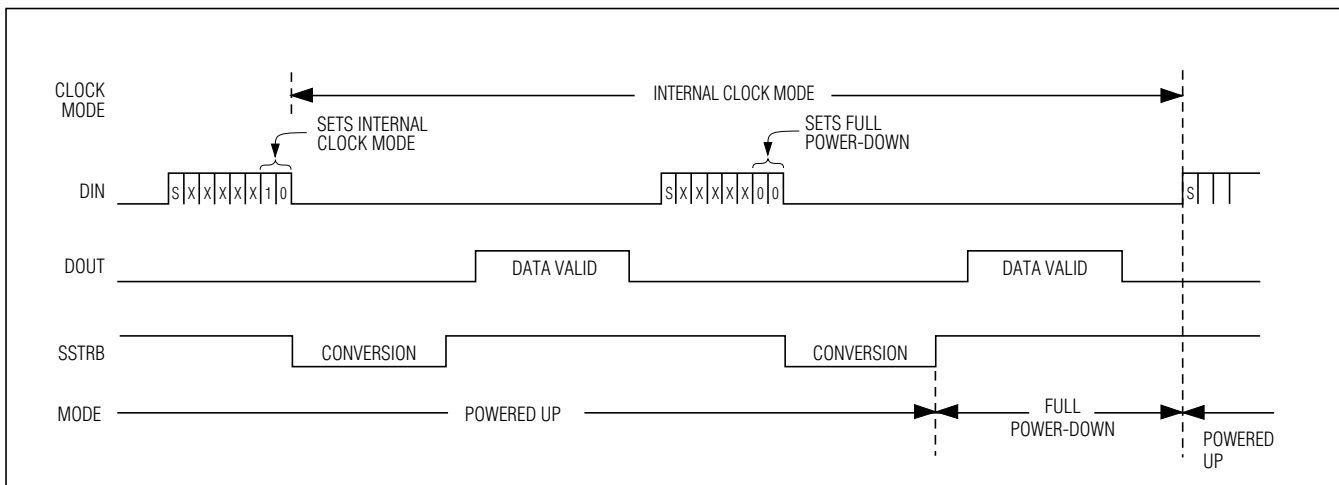 CLOCK
MODE
INTERNAL CLOCK MODE
SETS INTERNAL
CLOCK MODE
SETS FULL
POWER-DOWN
DIN
S X X X X X 1 0
S X X X X X 0 0
S
DOUT
DATA VALID
DATA VALID
SSTRB
CONVERSION
CONVERSION
MODE
POWERED UP
FULL
POWER-DOWN
POWERED
UP